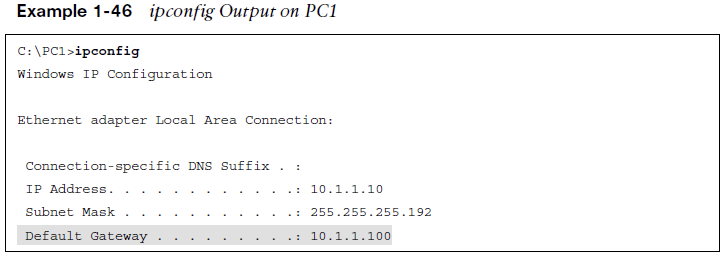 Example 1-46 ipconfig Output on PC1
C:\PC1>ipconfig
Windows IP Configuration
Ethernet adapter Local Area Connection:
Connection-specific DNS Suffix . :
IP Address. . . . . . . . . . . .: 10.1.1.10
Subnet Mask . . . . . . . . . . .: 255.255.255.192
Default Gateway . . . . . . . . .: 10.1.1.100